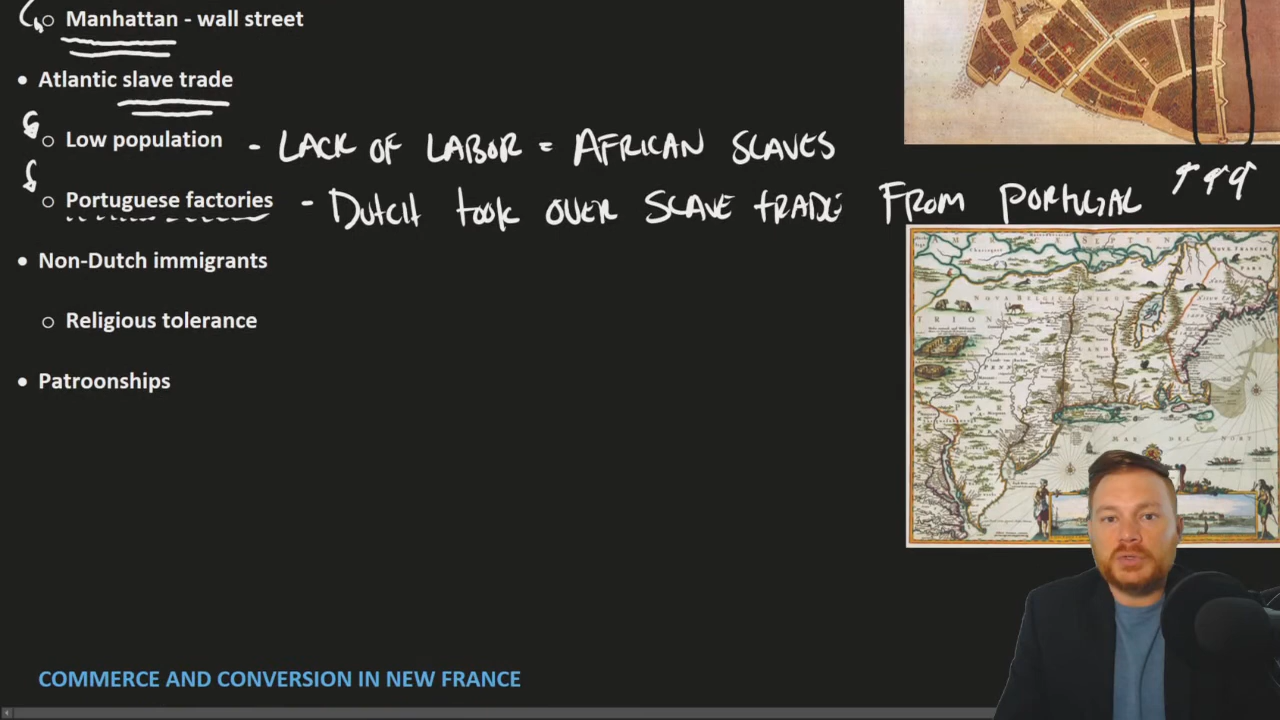 Manhattan - wall street
Atlantic slave trade
Low population - LACK OF LABOR = AFRICAN SLAVES
Portuguese factories - Dutch took over slave trade from Portugal
Non-Dutch immigrants
Religious tolerance
Patroonships
COMMERCE AND CONVERSION IN NEW FRANCE